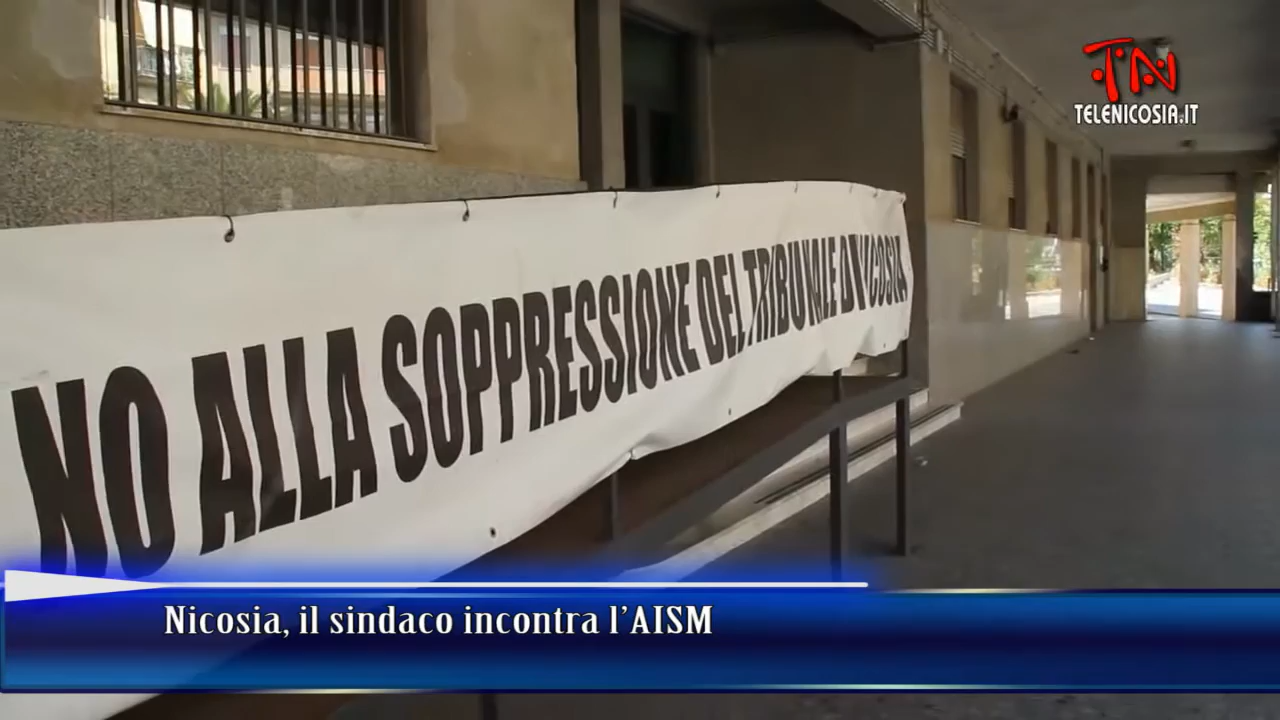 TN
TELENICOSIA.IT
NO ALLA SOPPRESSIONE DEL TRIBUNALE DI NICOSIA
Nicosia, il sindaco incontra l'AISM